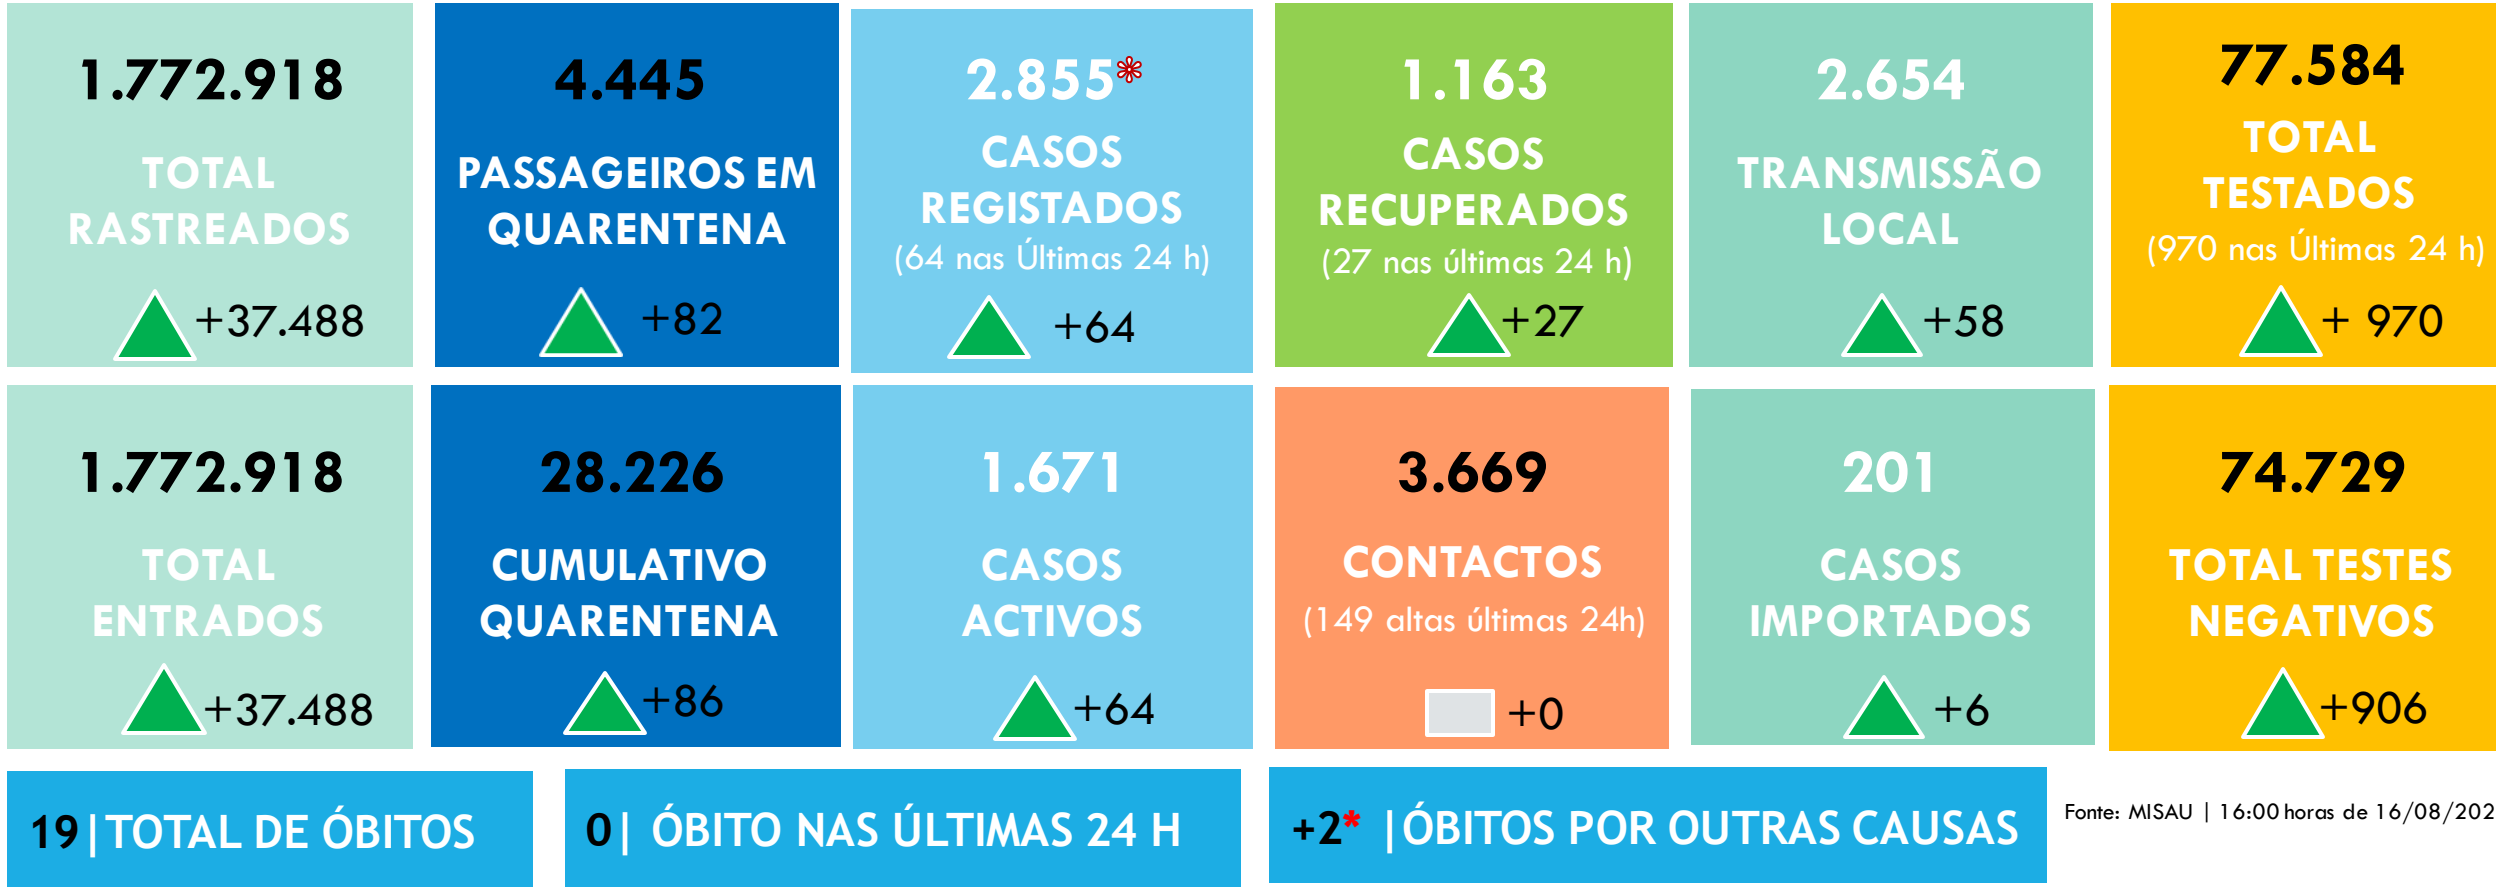 1.772.918
TOTAL
RASTREADOS
+37.488
4.445
PASSAGEIROS EM
QUARENTENA
+82
2.855*
CASOS
REGISTADOS
(64 nas Últimas 24 h)
+64
1.163
CASOS
RECUPERADOS
(27 nas últimas 24 h)
+27
2.654
TRANSMISSÃO
LOCAL
+58
77.584
TOTAL
TESTADOS
(970 nas Últimas 24 h)
+ 970
1.772.918
TOTAL
ENTRADOS
+37.488
28.226
CUMULATIVO
QUARENTENA
+86
1.671
CASOS
ACTIVOS
+64
3.669
CONTACTOS
(149 altas últimas 24h)
+0
201
CASOS
IMPORTADOS
+6
74.729
TOTAL TESTES
NEGATIVOS
+906
19|TOTAL DE ÓBITOS
0| ÓBITO NAS ÚLTIMAS 24 H
+2* |ÓBITOS POR OUTRAS CAUSAS
Fonte: MISAU | 16:00 horas de 16/08/202